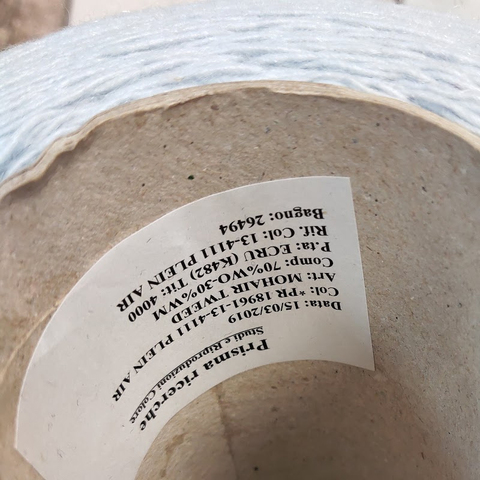 Prisma ricerche
Studi e Riproduzioni Colore
Data: 15/03/2019
Col: *PR 18961-13-4111 PLEIN AIR
Art: MOHAIR TWEED
Comp: 70%WO-30%WM
P.ta: ECRU (K482) Tit: 4000
Rif. Col: 13-4111 PLEIN AIR
Bagno: 26494